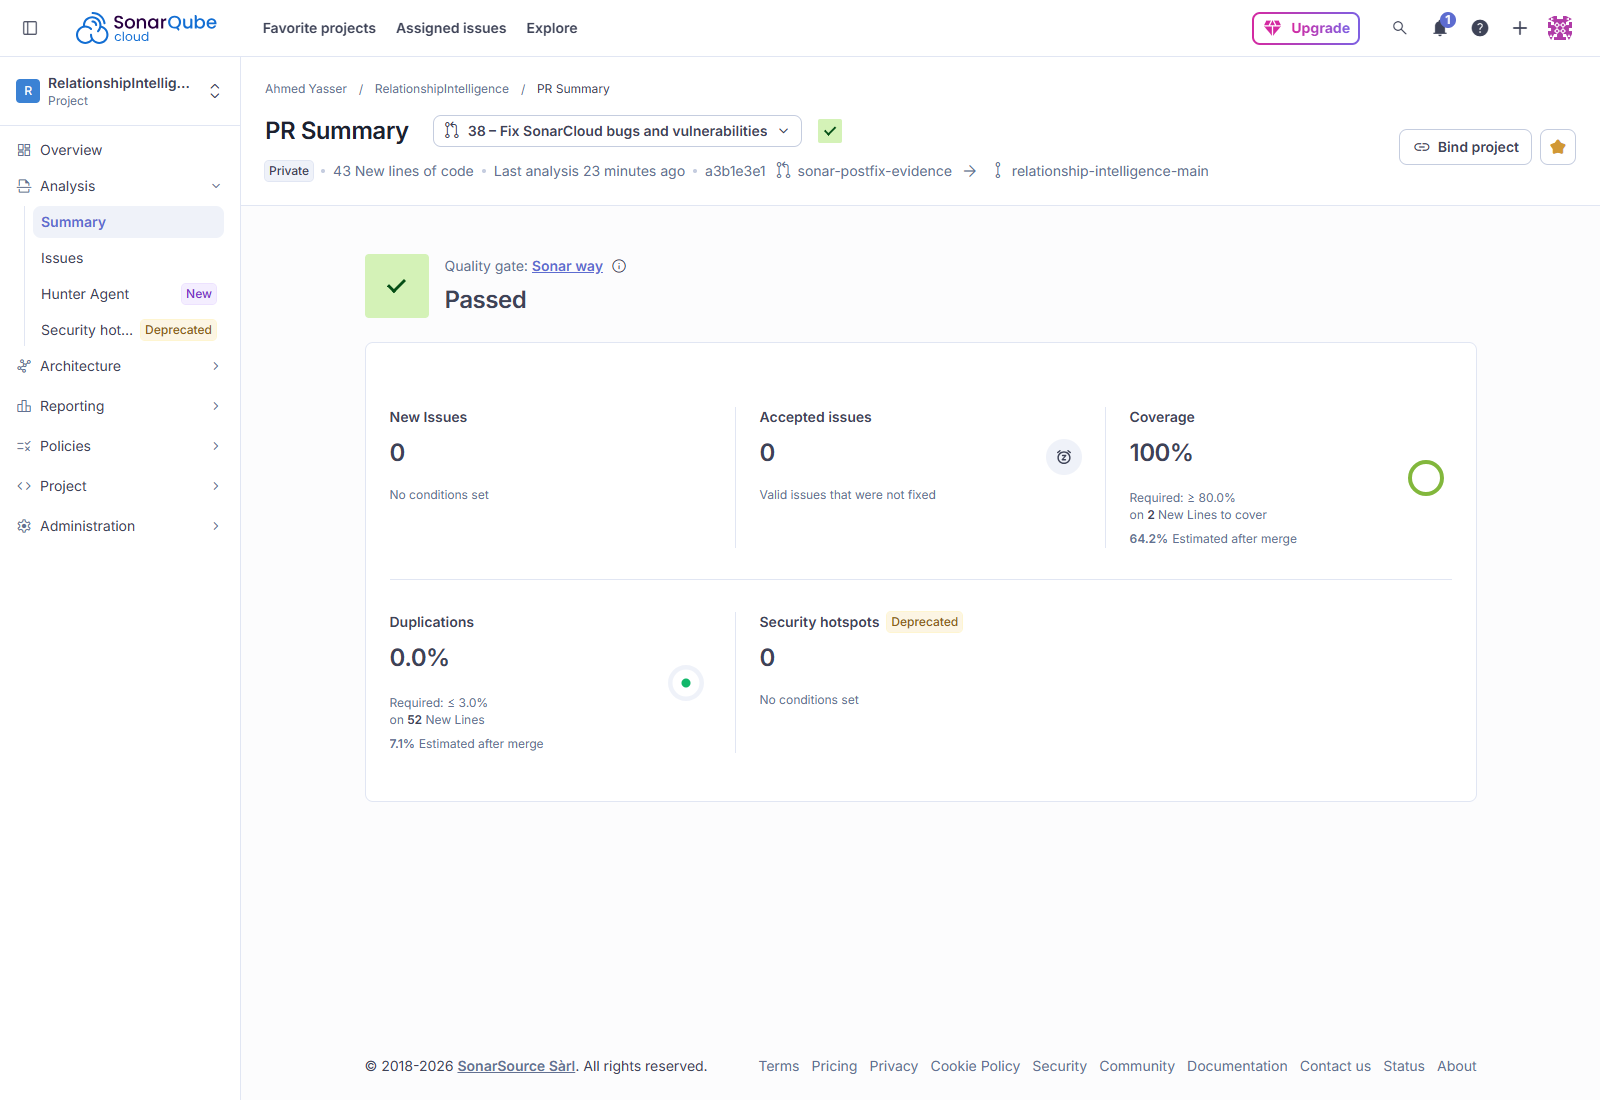 SonarQube cloud
Favorite projects
Assigned issues
Explore
Upgrade
1
R
RelationshipIntellig...
Project
Overview
Analysis
Summary
Issues
Hunter Agent New
Security hot... Deprecated
Architecture
Reporting
Policies
Project
Administration
Ahmed Yasser / RelationshipIntelligence / PR Summary
PR Summary
38 – Fix SonarCloud bugs and vulnerabilities
Private • 43 New lines of code • Last analysis 23 minutes ago • a3b1e3e1 sonar-postfix-evidence → relationship-intelligence-main
Bind project
Quality gate: Sonar way
Passed
New Issues
0
No conditions set
Accepted issues
0
Valid issues that were not fixed
Coverage
100%
Required: ≥ 80.0%
on 2 New Lines to cover
64.2% Estimated after merge
Duplications
0.0%
Required: ≤ 3.0%
on 52 New Lines
7.1% Estimated after merge
Security hotspots Deprecated
0
No conditions set
© 2018-2026 SonarSource Sàrl. All rights reserved.
Terms Pricing Privacy Cookie Policy Security Community Documentation Contact us Status About